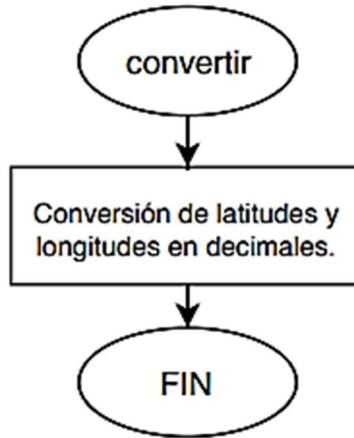 convertir
Conversión de latitudes y
longitudes en decimales.
FIN